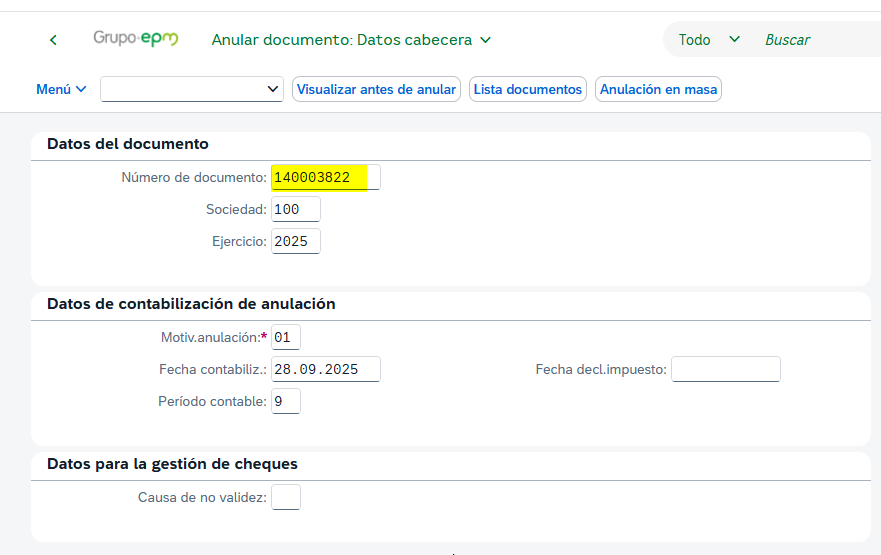 Grupo·epm Anular documento: Datos cabecera Todo Buscar
Menú Visualizar antes de anular Lista documentos Anulación en masa
Datos del documento
Número de documento: 140003822
Sociedad: 100
Ejercicio: 2025
Datos de contabilización de anulación
Motiv.anulación:* 01
Fecha contabiliz.: 28.09.2025 Fecha decl.impuesto:
Período contable: 9
Datos para la gestión de cheques
Causa de no validez: